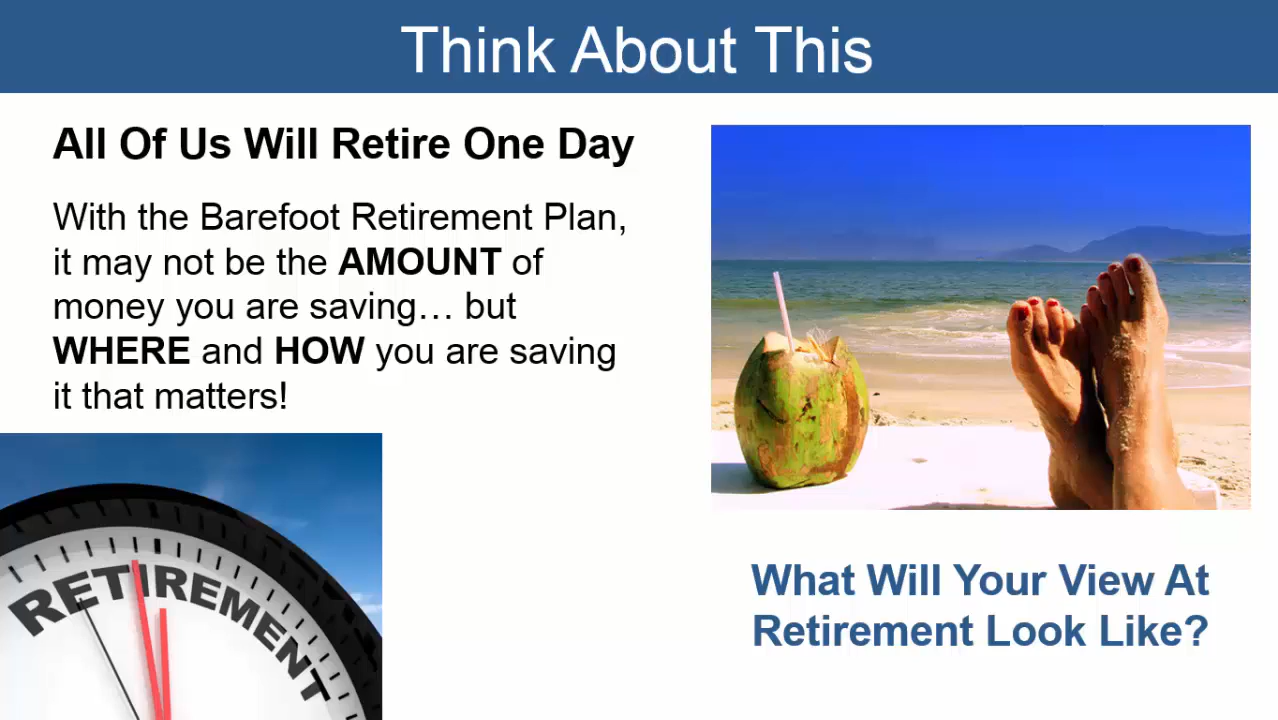 Think About This
All Of Us Will Retire One Day
With the Barefoot Retirement Plan,
it may not be the AMOUNT of
money you are saving… but
WHERE and HOW you are saving
it that matters!
RETIREMENT
What Will Your View At
Retirement Look Like?